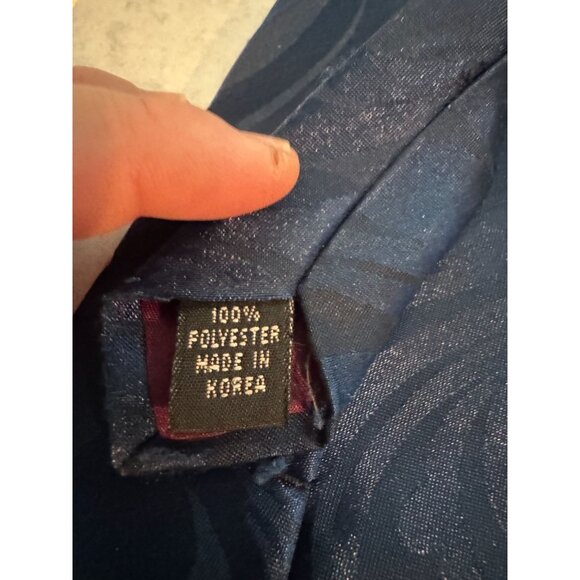 100%
POLYESTER
MADE IN
KOREA